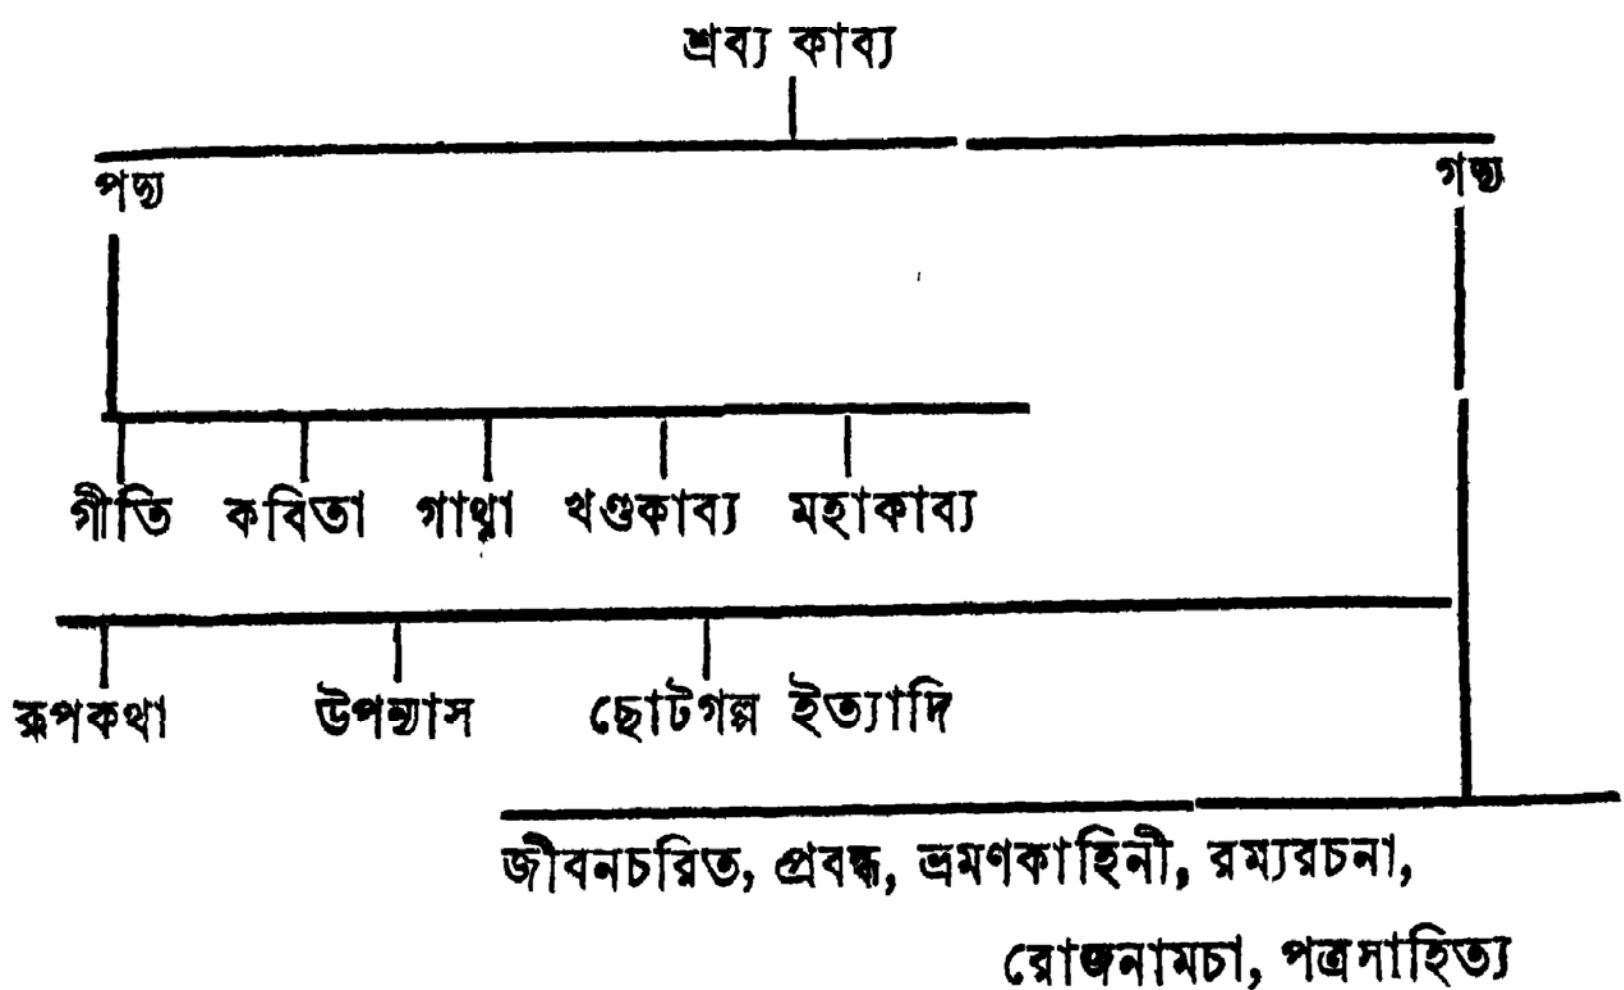 শ্রব্য কাব্য
পদ্য গদ্য
গীতি কবিতা গাথা খণ্ডকাব্য মহাকাব্য
রূপকথা উপন্যাস ছোটগল্প ইত্যাদি
জীবনচরিত, প্রবন্ধ, ভ্রমণকাহিনী, রম্যরচনা,
রোজনামচা, পত্রসাহিত্য